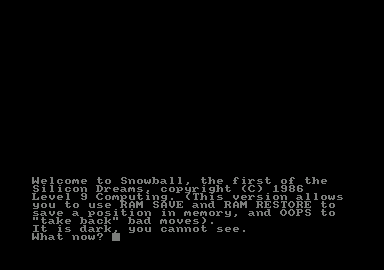 Welcome to Snowball, the first of the
Silicon Dreams, copyright (C) 1986
Level 9 Computing. (This version allows
you to use RAM SAVE and RAM RESTORE to
save a position in memory, and OOPS to
"take back" bad moves).
It is dark, you cannot see.
What now?